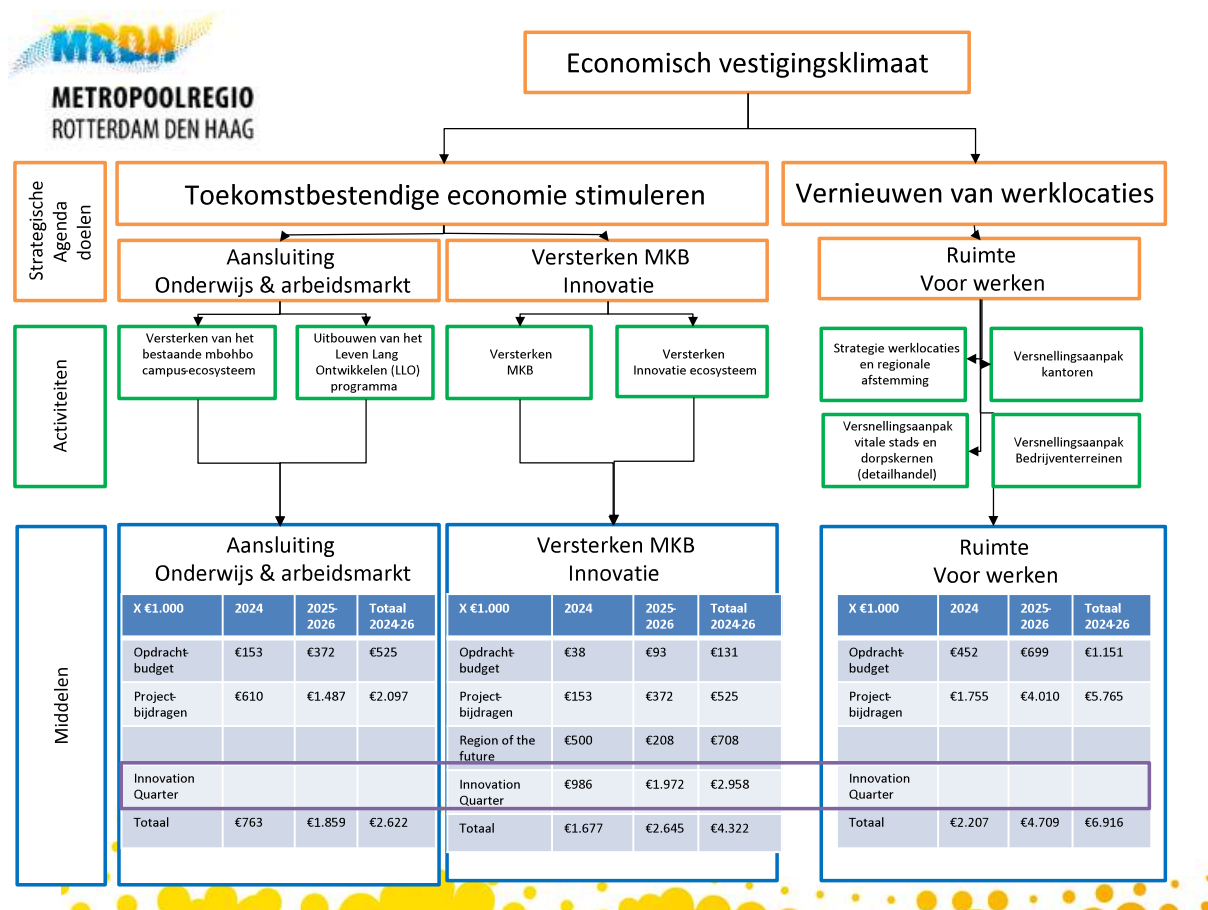 MRDH
METROPOOLREGIO
ROTTERDAM DEN HAAG
Economisch vestigingsklimaat
Strategische
Agenda
doelen
Toekomstbestendige economie stimuleren
Vernieuwen van werklocaties
Aansluiting
Onderwijs & arbeidsmarkt
Versterken MKB
Innovatie
Ruimte
Voor werken
Activiteiten
Versterken van het
bestaande mbohbo
campus-ecosysteem
Uitbouwen van het
Leven Lang
Ontwikkelen (LLO)
programma
Versterken
MKB
Versterken
Innovatie ecosysteem
Strategie werklocaties
en regionale
afstemming
Versnellingsaanpak
kantoren
Versnellingsaanpak
vitale stads en
dorpskernen
(detailhandel)
Versnellingsaanpak
Bedrijventerreinen
Middelen
Aansluiting
Onderwijs & arbeidsmarkt
X €1.000 2024 2025-2026 Totaal 2024-26
Opdracht-budget €153 €372 €525
Project-bijdragen €610 €1.487 €2.097
Innovation Quarter
Totaal €763 €1.859 €2.622
Versterken MKB
Innovatie
X €1.000 2024 2025-2026 Totaal 2024-26
Opdracht-budget €38 €93 €131
Project-bijdragen €153 €372 €525
Region of the future €500 €208 €708
Innovation Quarter €986 €1.972 €2.958
Totaal €1.677 €2.645 €4.322
Ruimte
Voor werken
X €1.000 2024 2025-2026 Totaal 2024-26
Opdracht-budget €452 €699 €1.151
Project-bijdragen €1.755 €4.010 €5.765
Innovation Quarter
Totaal €2.207 €4.709 €6.916